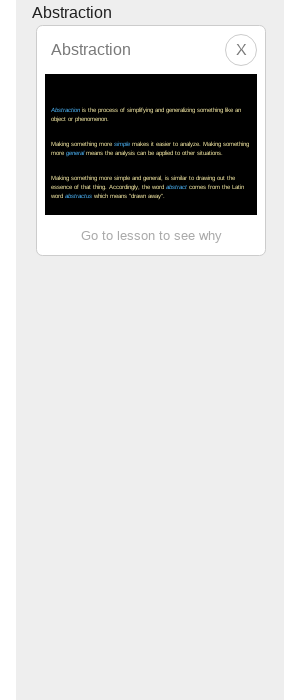 Abstraction
Abstraction
X
Abstraction is the process of simplifying and generalizing something like an
object or phenomenon.
Making something more simple makes it easier to analyze. Making something
more general means the analysis can be applied to other situations.
Making something more simple and general, is similar to drawing out the
essence of that thing. Accordingly, the word abstract comes from the Latin
word abstractus which means "drawn away".
Go to lesson to see why